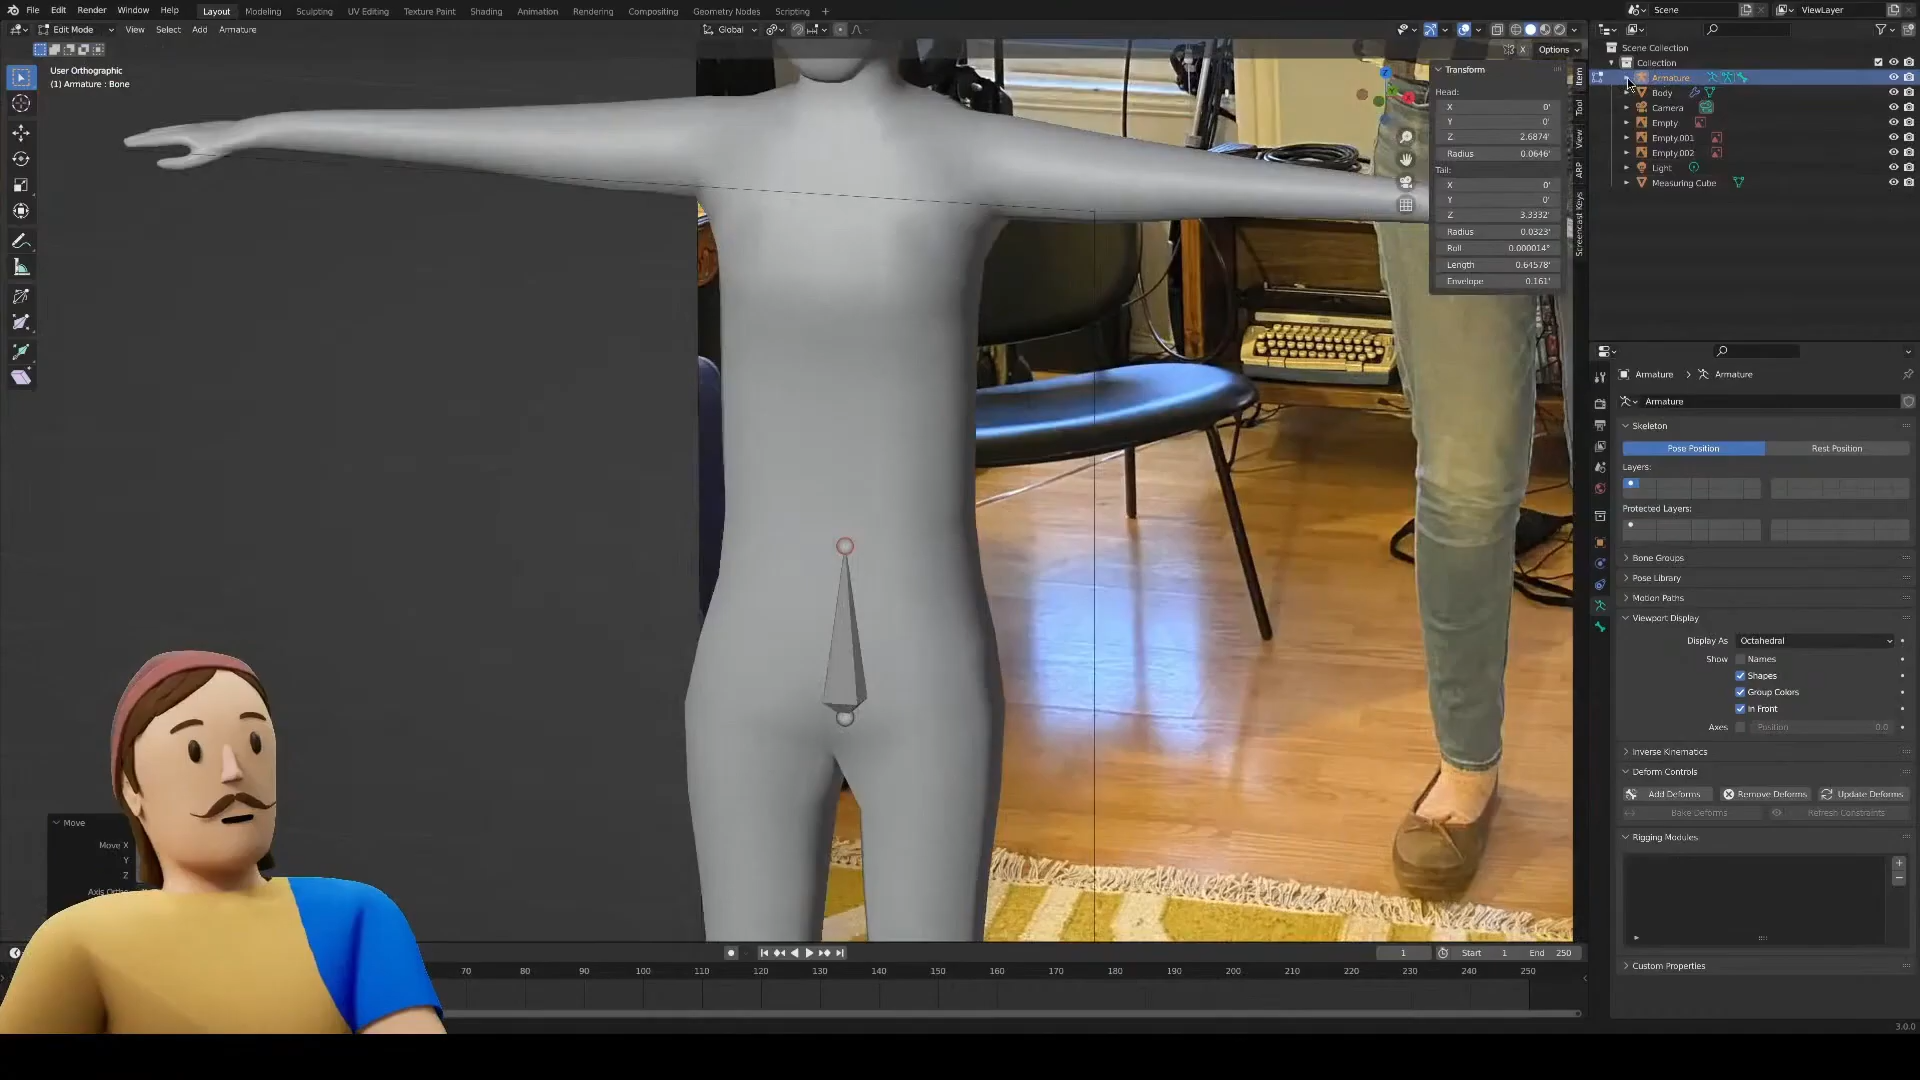 File Edit Render Window Help Layout Modeling Sculpting UV Editing Texture Paint Shading Animation Rendering Compositing Geometry Nodes Scripting + Scene ViewLayer
Edit Mode View Select Add Armature Global
Options
User Orthographic
(1) Armature : Bone
Transform
Head:
X 0'
Y 0'
Z 2.6874'
Radius 0.0646'
Tail:
X 0'
Y 0'
Z 3.3332'
Radius 0.0323'
Roll 0.000014°
Length 0.64578'
Envelope 0.161'
Item
Tool
View
ARP
Screencast Keys
Scene Collection
Collection
Armature
Body
Camera
Empty
Empty.001
Empty.002
Light
Measuring Cube
Armature > Armature
Armature
Skeleton
Pose Position Rest Position
Layers:
Protected Layers:
Bone Groups
Pose Library
Motion Paths
Viewport Display
Display As Octahedral
Show Names
Shapes
Group Colors
In Front
Axes Position 0.0
Inverse Kinematics
Deform Controls
Add Deforms Remove Deforms Update Deforms
Bake Deforms Refresh Constraints
Rigging Modules
Custom Properties
Move
Move X
Y
Z
1 Start 1 End 250
70 80 90 100 110 120 130 140 150 160 170 180 190 200 210 220 230 240 250
3.0.0